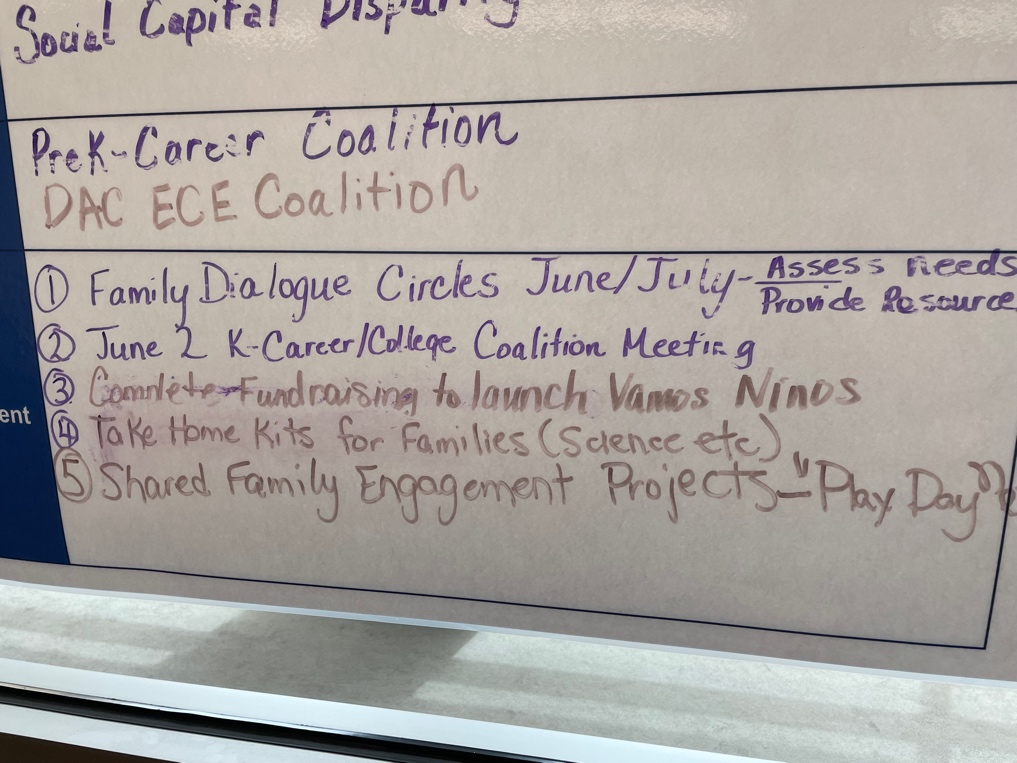 Social Capital Disparity
PreK-Career Coalition
DAC ECE Coalition
① Family Dialogue Circles June/July- Assess needs
Provide Resource
② June 2 K-Career/College Coalition Meeting
③ Complete Fundraising to launch Vamos Ninos
ent
④ Take Home Kits for Families (Science etc.)
⑤ Shared Family Engagement Projects-"Play Day"